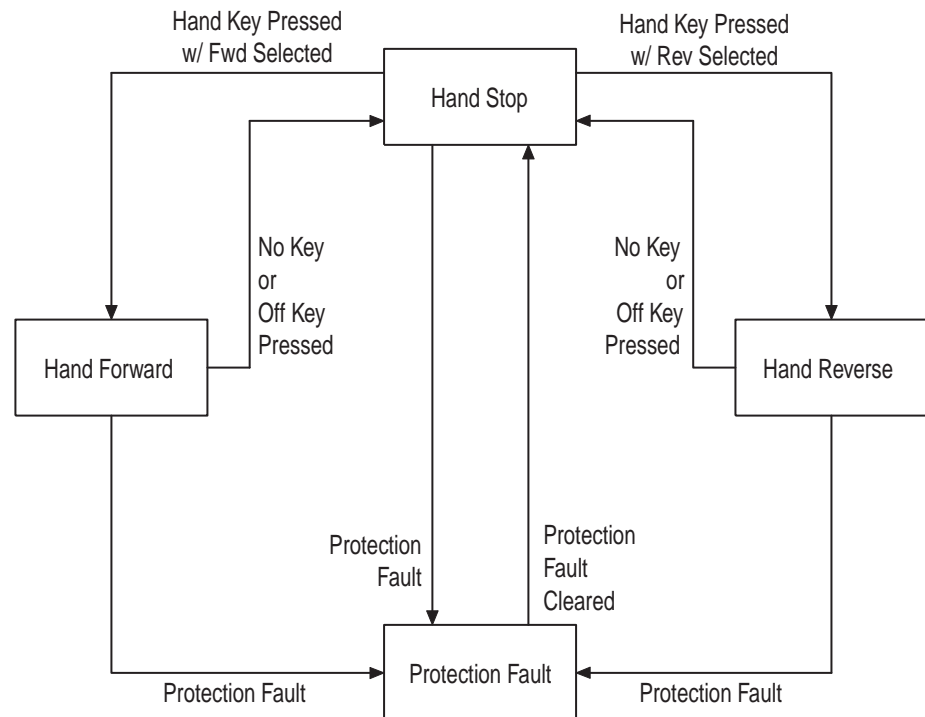 Hand Key Pressed
w/ Fwd Selected
Hand Key Pressed
w/ Rev Selected
Hand Stop
No Key
or
Off Key
Pressed
No Key
or
Off Key
Pressed
Hand Forward
Hand Reverse
Protection
Fault
Protection
Fault
Cleared
Protection Fault
Protection Fault
Protection Fault